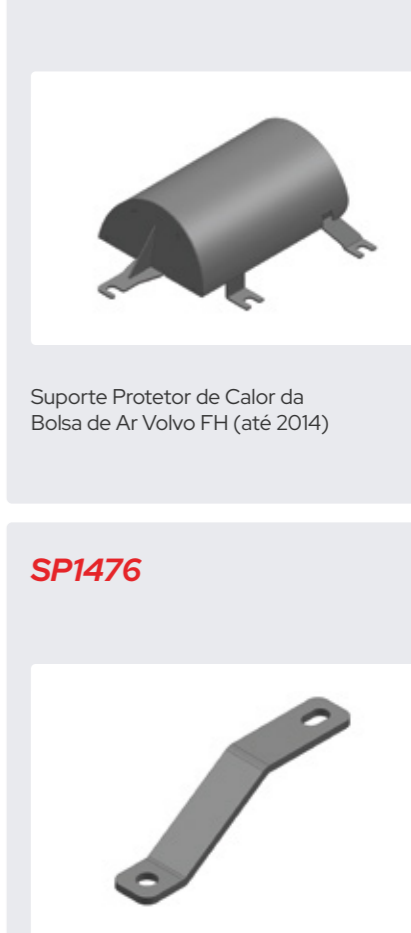 Suporte Protetor de Calor da
Bolsa de Ar Volvo FH (até 2014)
SP1476